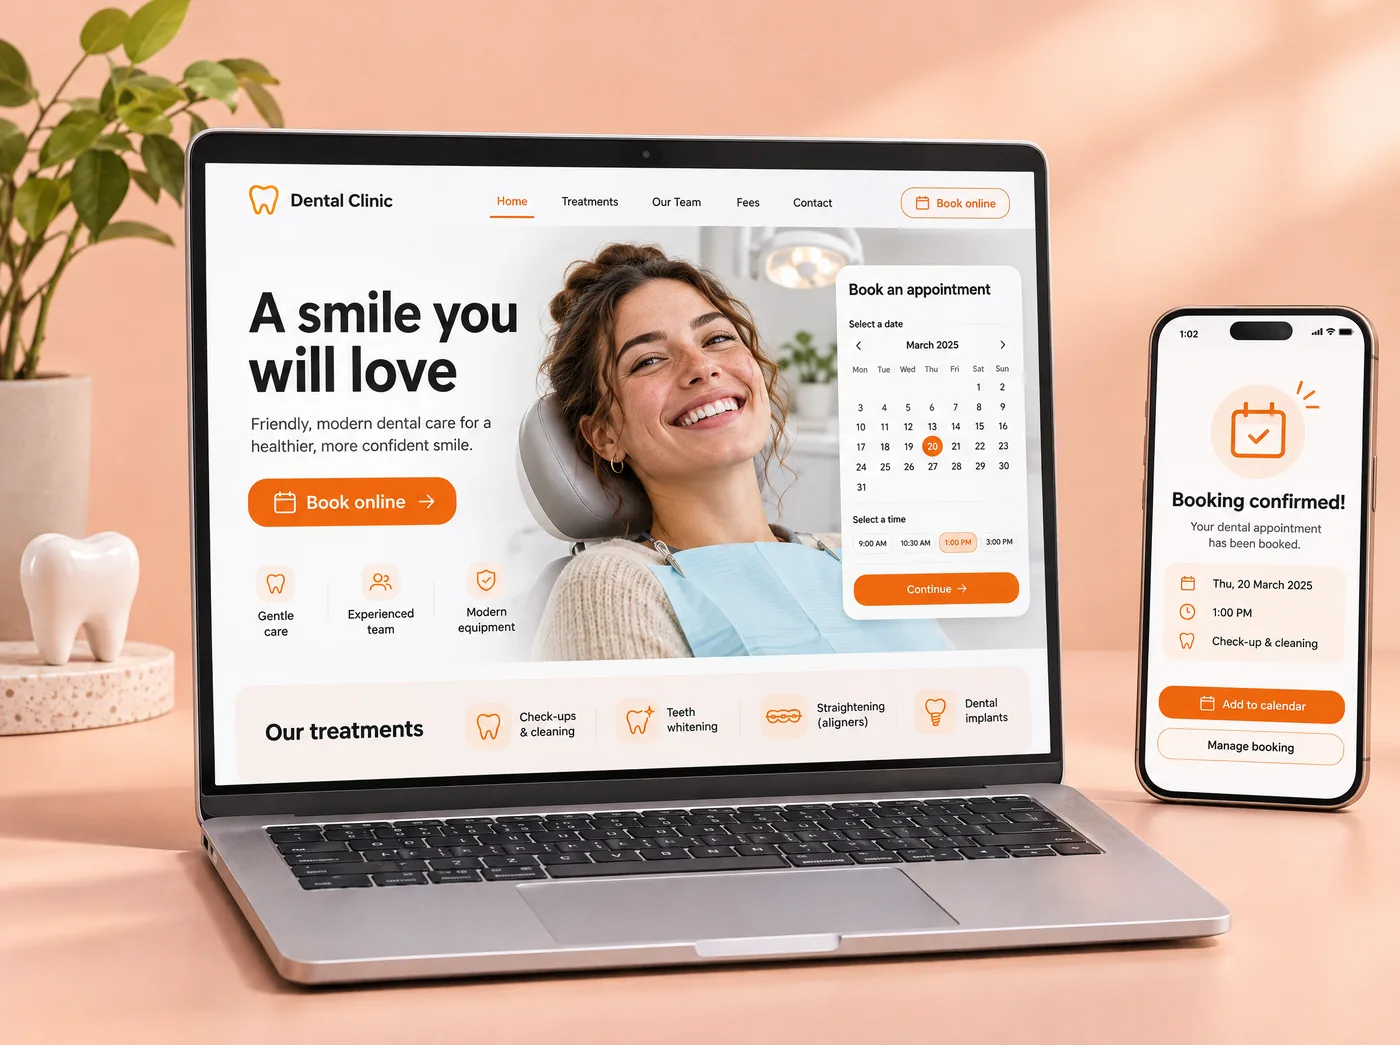 Dental Clinic
Home
Treatments
Our Team
Fees
Contact
Book online
A smile you
will love
Friendly, modern dental care for a
healthier, more confident smile.
Book online
Gentle
care
Experienced
team
Modern
equipment
Book an appointment
Select a date
March 2025
Mon Tue Wed Thu Fri Sat Sun
1 2
3 4 5 6 7 8 9
10 11 12 13 14 15 16
17 18 19 20 21 22 23
24 25 26 27 28 29 30
31
Select a time
9:00 AM 10:30 AM 1:00 PM 3:00 PM
Continue
Our treatments
Check-ups
& cleaning
Teeth
whitening
Straightening
(aligners)
Dental
implants
1:02
Booking confirmed!
Your dental appointment
has been booked.
Thu, 20 March 2025
1:00 PM
Check-up & cleaning
Add to calendar
Manage booking